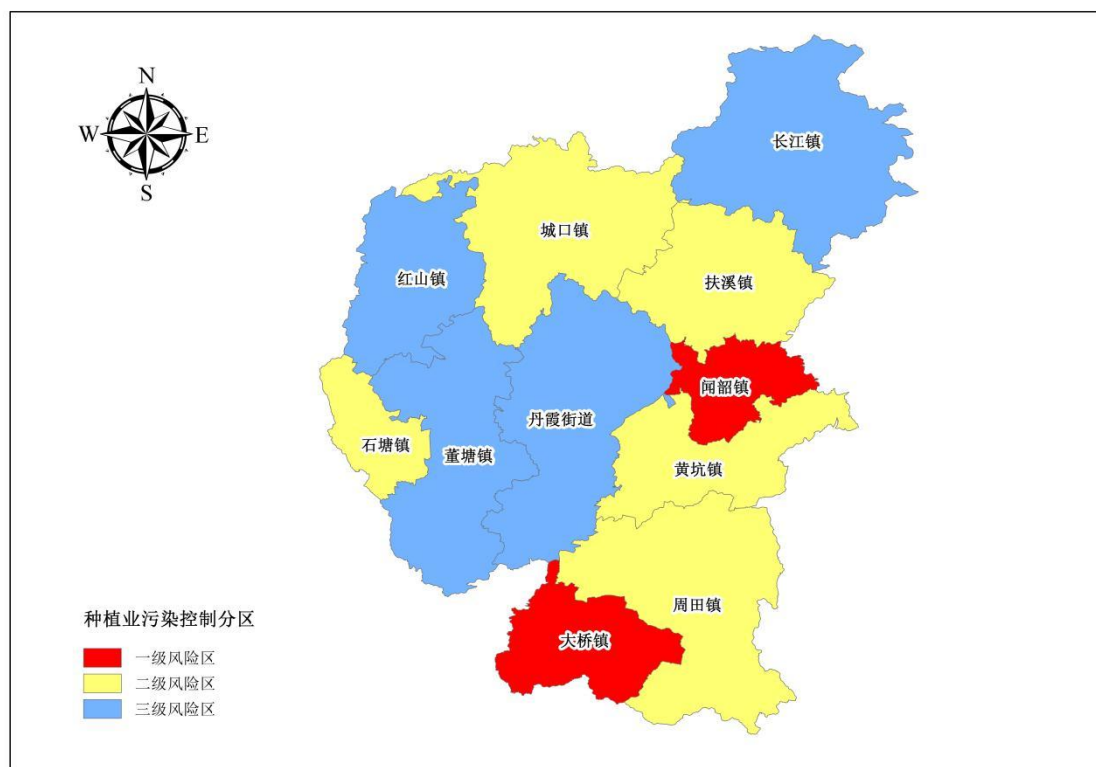 N
W E
S
长江镇
城口镇
红山镇
扶溪镇
闻韶镇
丹霞街道
石塘镇
董塘镇
黄坑镇
周田镇
大桥镇
种植业污染控制分区
一级风险区
二级风险区
三级风险区